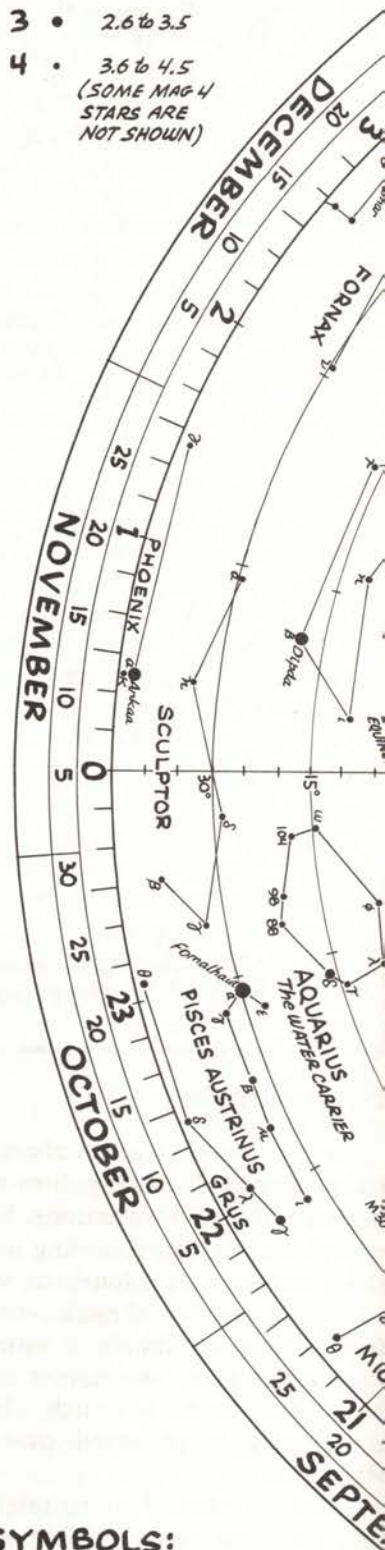 3 • 2.6 to 3.5
4 • 3.6 to 4.5
(SOME MAG 4
STARS ARE
NOT SHOWN)
DECEMBER
20
15
10
5
3
2
FORNAX
ν
NOVEMBER
25
20
15
10
5
1
PHOENIX
γ
α Ankaa
κ
0
SCULPTOR
α
30°
15°
β Diphda
η
ι
δ
β
γ
ω
104
98
88
φ
λ
δ
τ
AQUARIUS
The WATER CARRIER
Fomalhaut
α
ε
γ
δ
β
μ
PISCES AUSTRINUS
GRUS
θ
δ
λ
γ
OCTOBER
30
25
20
15
10
5
23
22
21
θ
25
20
SEPTE
SYMBOLS: